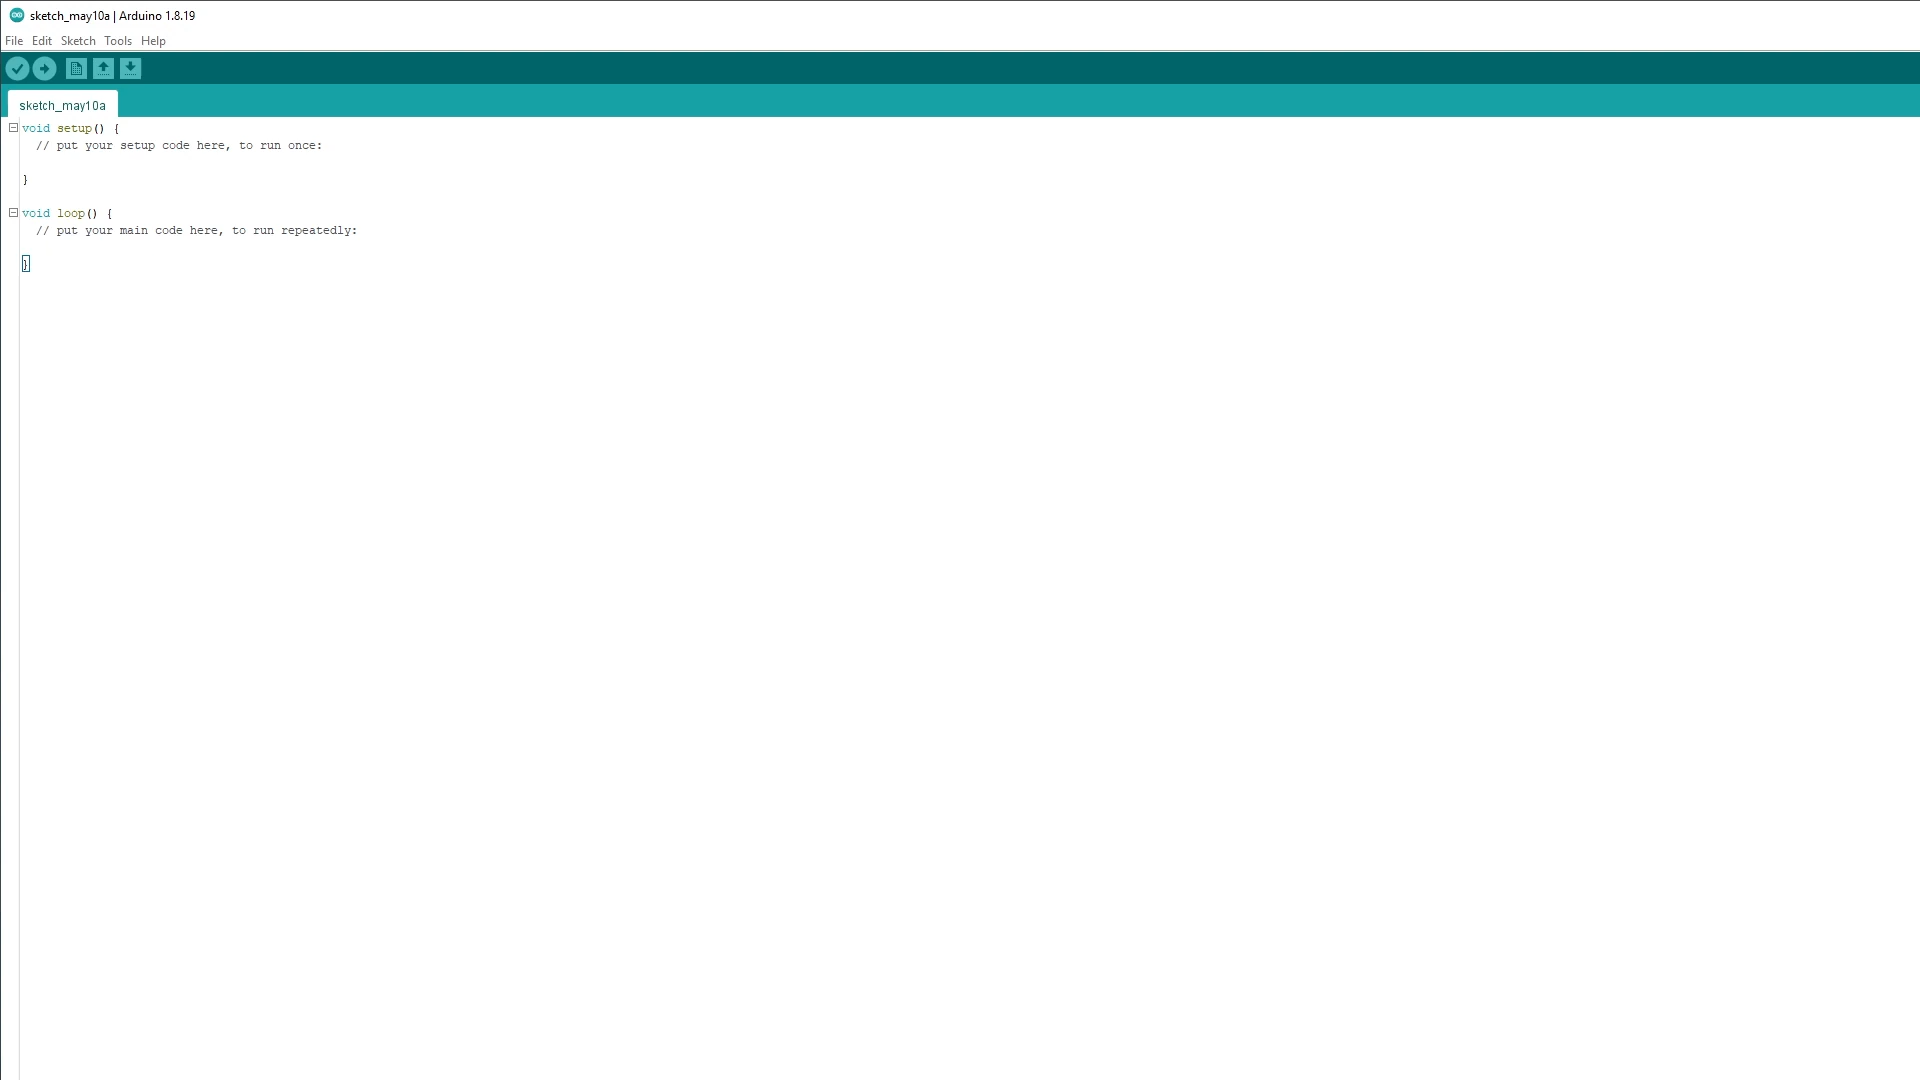 sketch_may10a | Arduino 1.8.19
File Edit Sketch Tools Help
sketch_may10a
void setup() {
  // put your setup code here, to run once:
}
void loop() {
  // put your main code here, to run repeatedly:
}